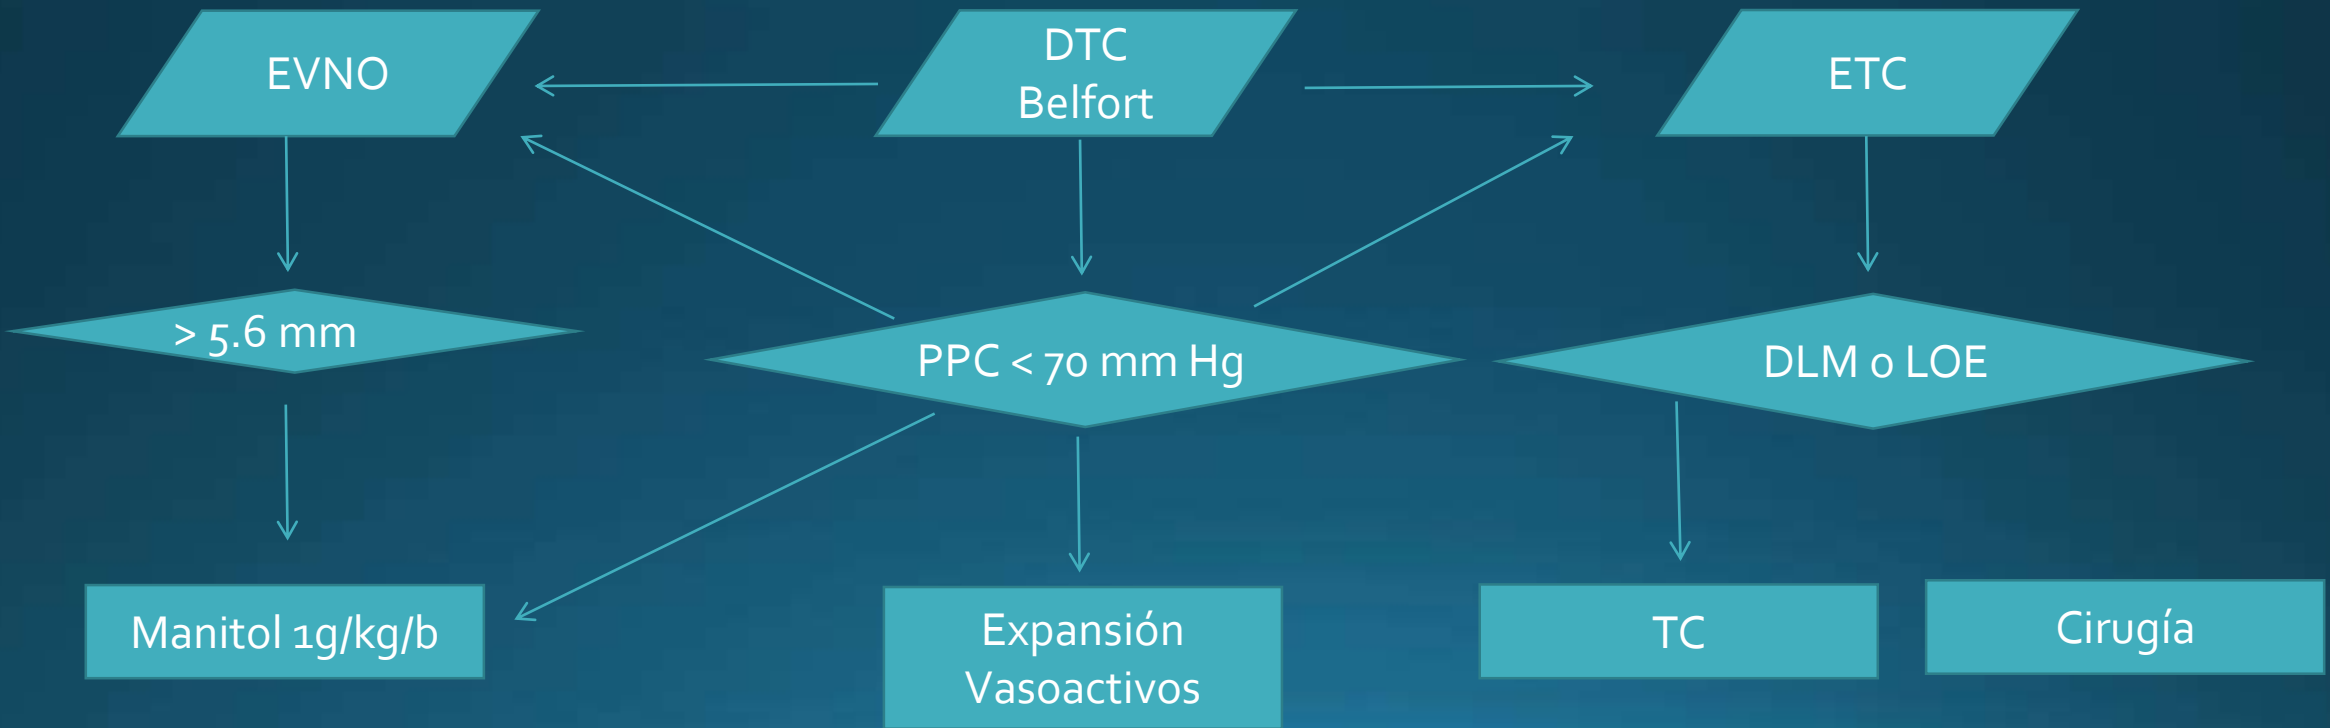 EVNO
DTC
Belfort
ETC
> 5.6 mm
PPC < 70 mm Hg
DLM o LOE
Manitol 1g/kg/b
Expansión
Vasoactivos
TC
Cirugía